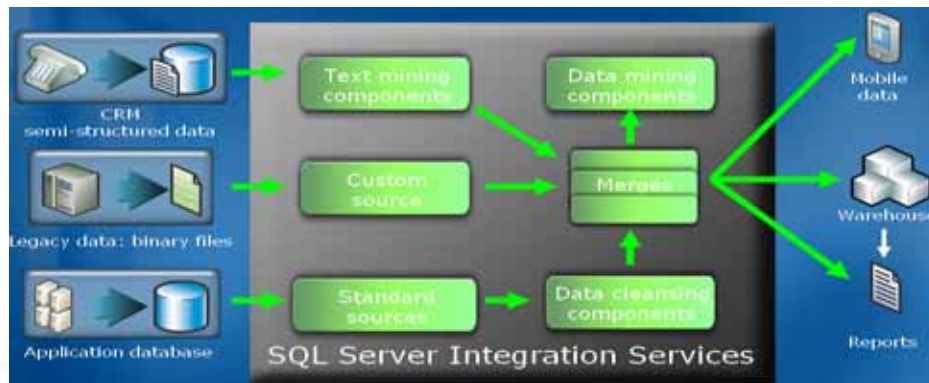 CRM
semi-structured data
Legacy data: binary files
Application database
Text mining
components
Custom
source
Standard
sources
Data mining
components
Merges
Data cleansing
components
SQL Server Integration Services
Mobile
data
Warehouse
Reports